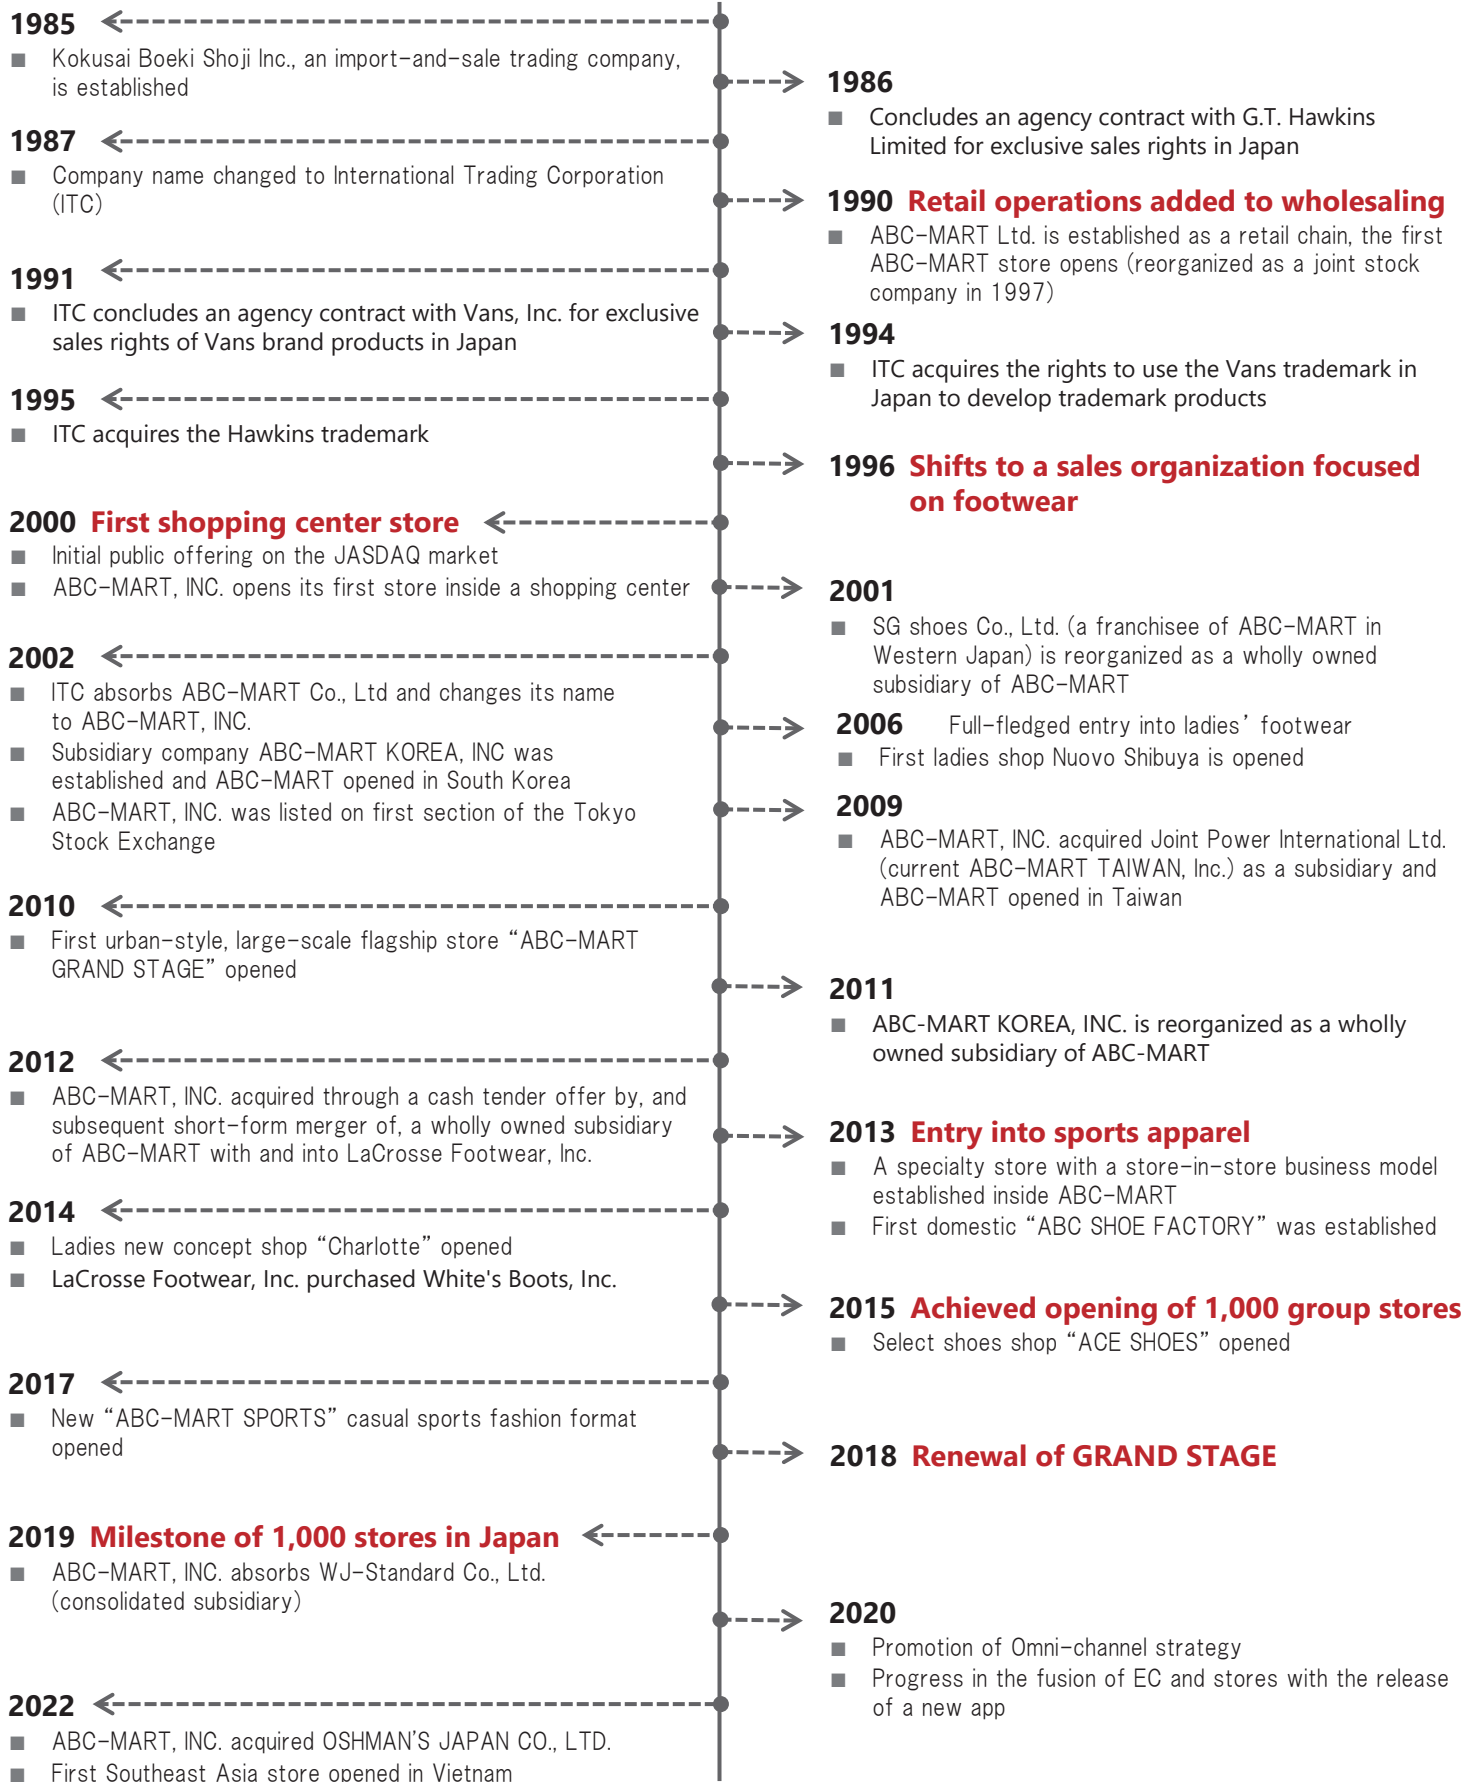 1985
■ Kokusai Boeki Shoji Inc., an import-and-sale trading company,
is established
1986
■ Concludes an agency contract with G.T. Hawkins
Limited for exclusive sales rights in Japan
1987
■ Company name changed to International Trading Corporation
(ITC)
1990 Retail operations added to wholesaling
■ ABC-MART Ltd. is established as a retail chain, the first
ABC-MART store opens (reorganized as a joint stock
company in 1997)
1991
■ ITC concludes an agency contract with Vans, Inc. for exclusive
sales rights of Vans brand products in Japan
1994
■ ITC acquires the rights to use the Vans trademark in
Japan to develop trademark products
1995
■ ITC acquires the Hawkins trademark
1996 Shifts to a sales organization focused
on footwear
2000 First shopping center store
■ Initial public offering on the JASDAQ market
■ ABC-MART, INC. opens its first store inside a shopping center
2001
■ SG shoes Co., Ltd. (a franchisee of ABC-MART in
Western Japan) is reorganized as a wholly owned
subsidiary of ABC-MART
2002
■ ITC absorbs ABC-MART Co., Ltd and changes its name
to ABC-MART, INC.
■ Subsidiary company ABC-MART KOREA, INC was
established and ABC-MART opened in South Korea
■ ABC-MART, INC. was listed on first section of the Tokyo
Stock Exchange
2006 Full-fledged entry into ladies’ footwear
■ First ladies shop Nuovo Shibuya is opened
2009
■ ABC-MART, INC. acquired Joint Power International Ltd.
(current ABC-MART TAIWAN, Inc.) as a subsidiary and
ABC-MART opened in Taiwan
2010
■ First urban-style, large-scale flagship store “ABC-MART
GRAND STAGE” opened
2011
■ ABC-MART KOREA, INC. is reorganized as a wholly
owned subsidiary of ABC-MART
2012
■ ABC-MART, INC. acquired through a cash tender offer by, and
subsequent short-form merger of, a wholly owned subsidiary
of ABC-MART with and into LaCrosse Footwear, Inc.
2013 Entry into sports apparel
■ A specialty store with a store-in-store business model
established inside ABC-MART
■ First domestic “ABC SHOE FACTORY” was established
2014
■ Ladies new concept shop “Charlotte” opened
■ LaCrosse Footwear, Inc. purchased White's Boots, Inc.
2015 Achieved opening of 1,000 group stores
■ Select shoes shop “ACE SHOES” opened
2017
■ New “ABC-MART SPORTS” casual sports fashion format
opened
2018 Renewal of GRAND STAGE
2019 Milestone of 1,000 stores in Japan
■ ABC-MART, INC. absorbs WJ-Standard Co., Ltd.
(consolidated subsidiary)
2020
■ Promotion of Omni-channel strategy
■ Progress in the fusion of EC and stores with the release
of a new app
2022
■ ABC-MART, INC. acquired OSHMAN'S JAPAN CO., LTD.
■ First Southeast Asia store opened in Vietnam